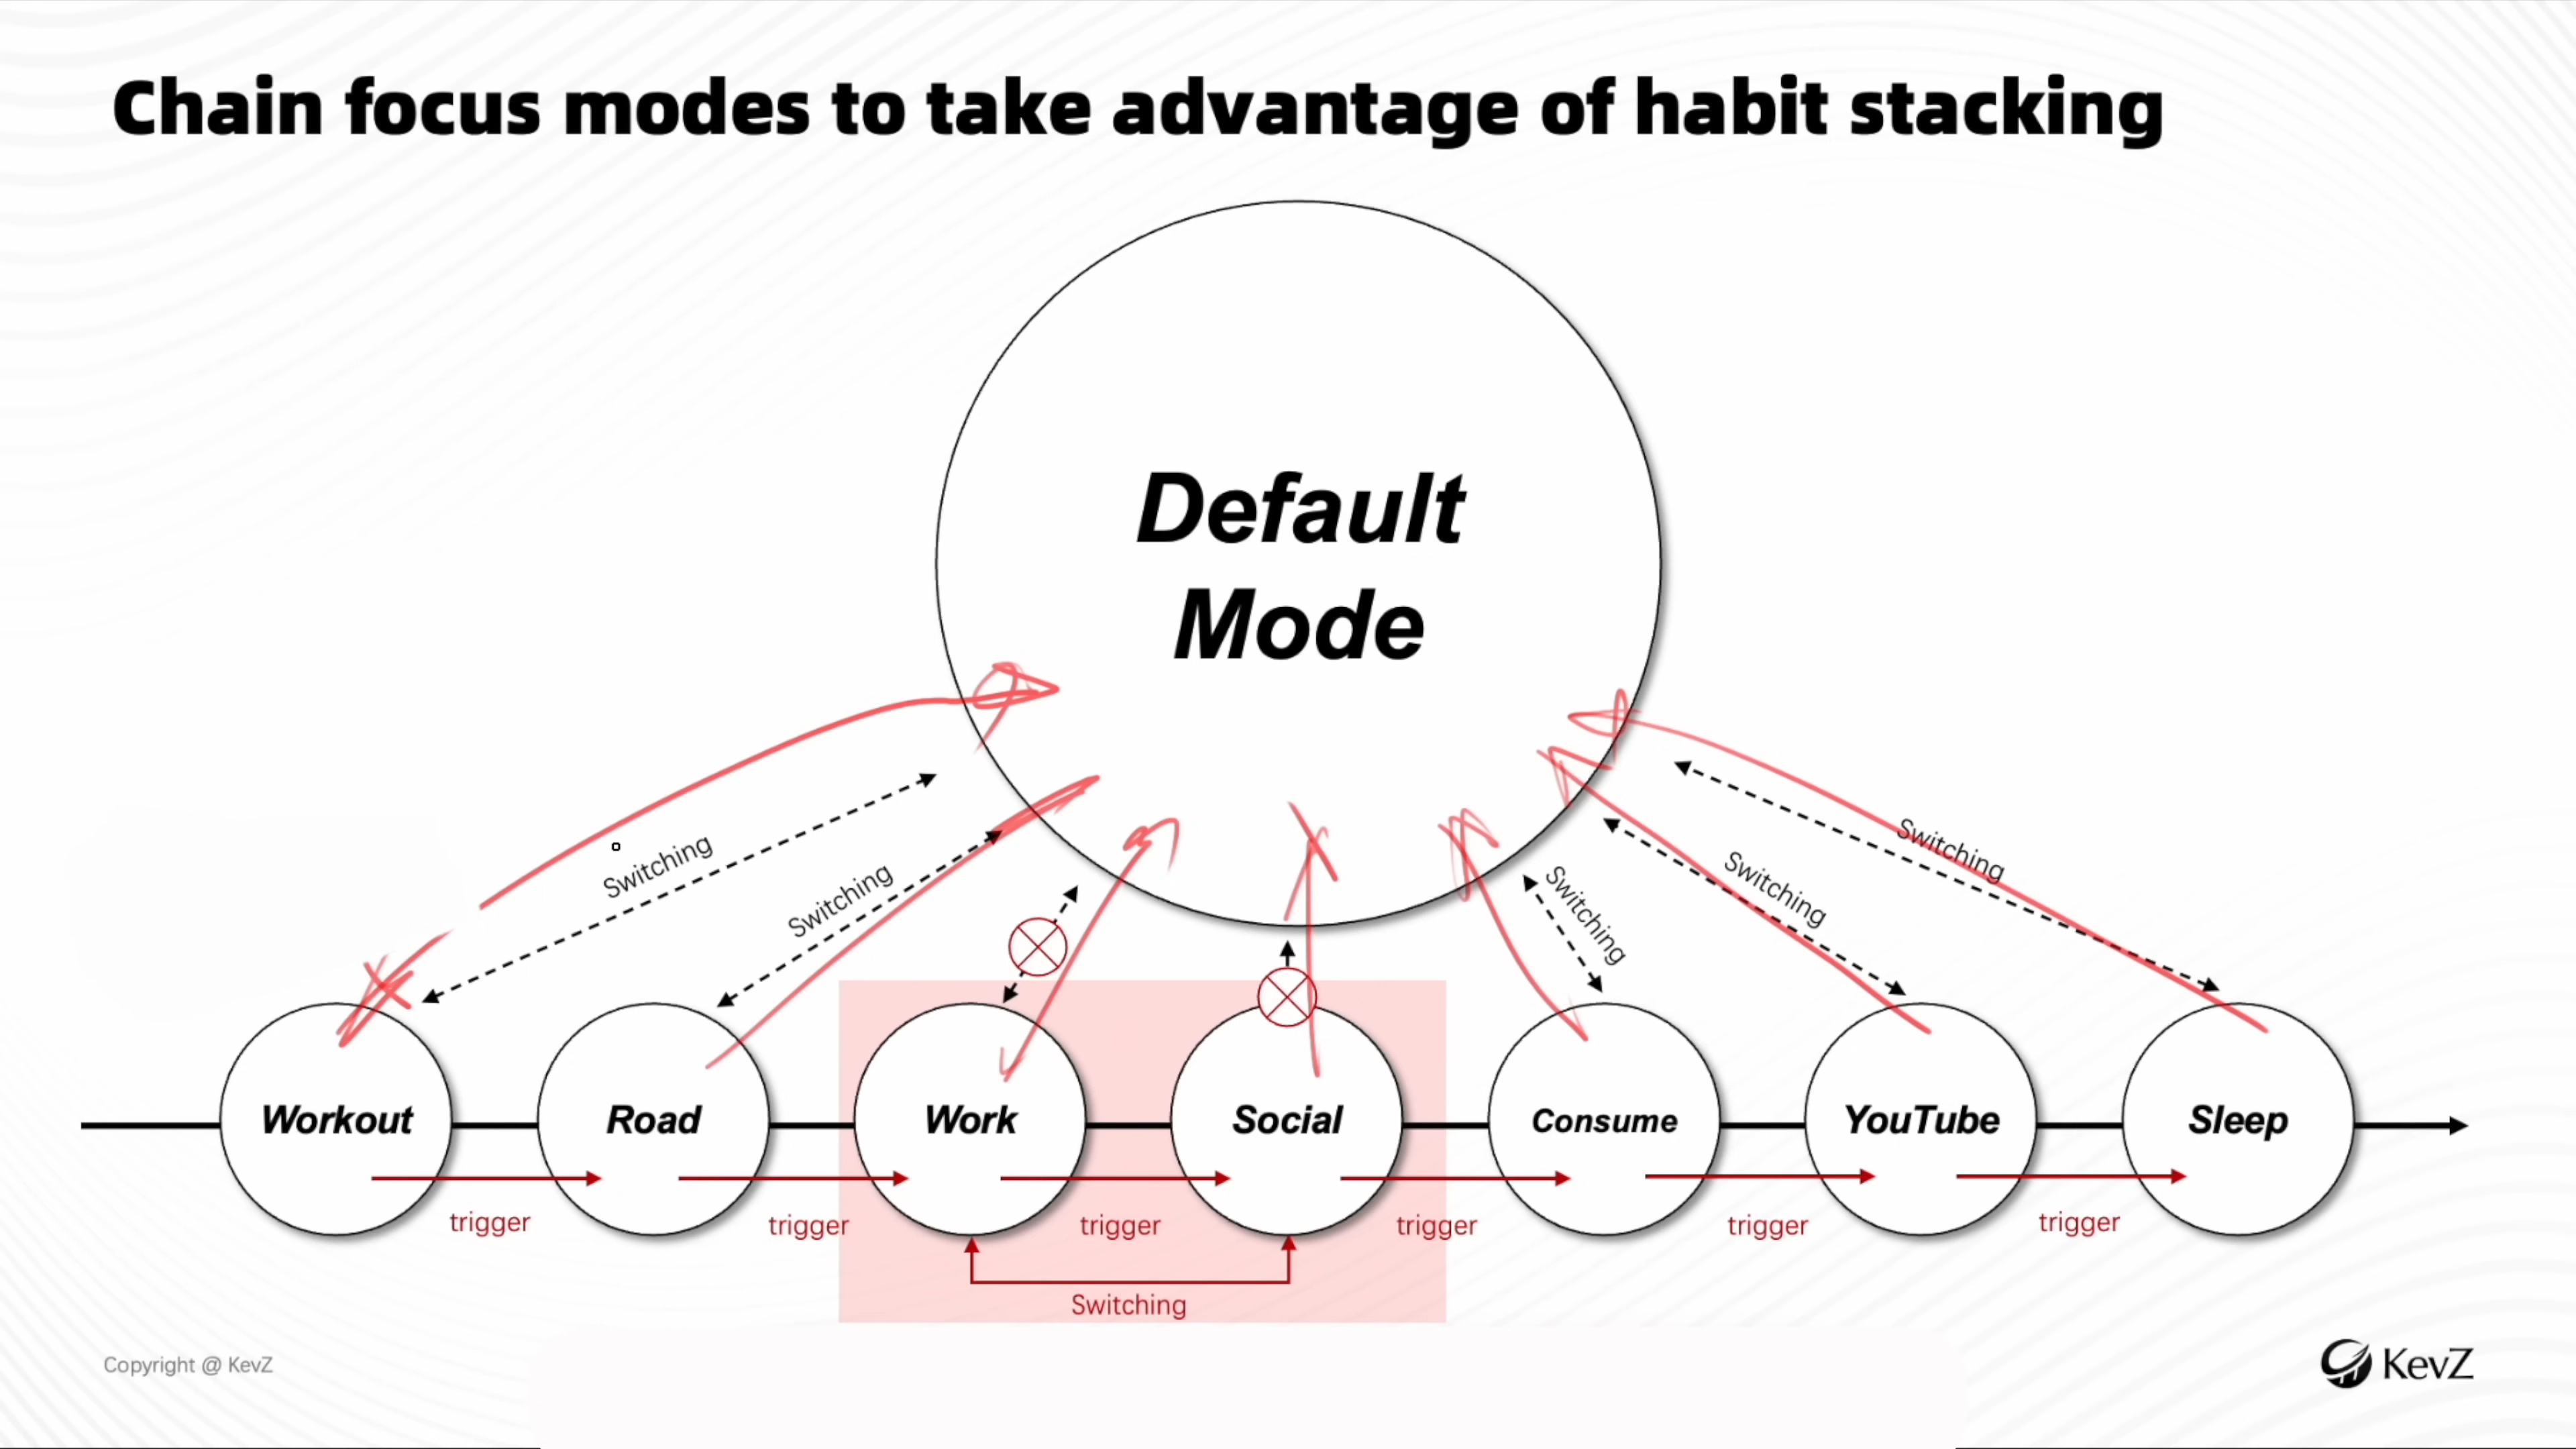 Chain focus modes to take advantage of habit stacking
Default
Mode
Switching
Switching
Switching
Switching
Switching
Workout
Road
Work
Social
Consume
YouTube
Sleep
trigger
trigger
trigger
trigger
trigger
trigger
Switching
Copyright @ KevZ
KevZ